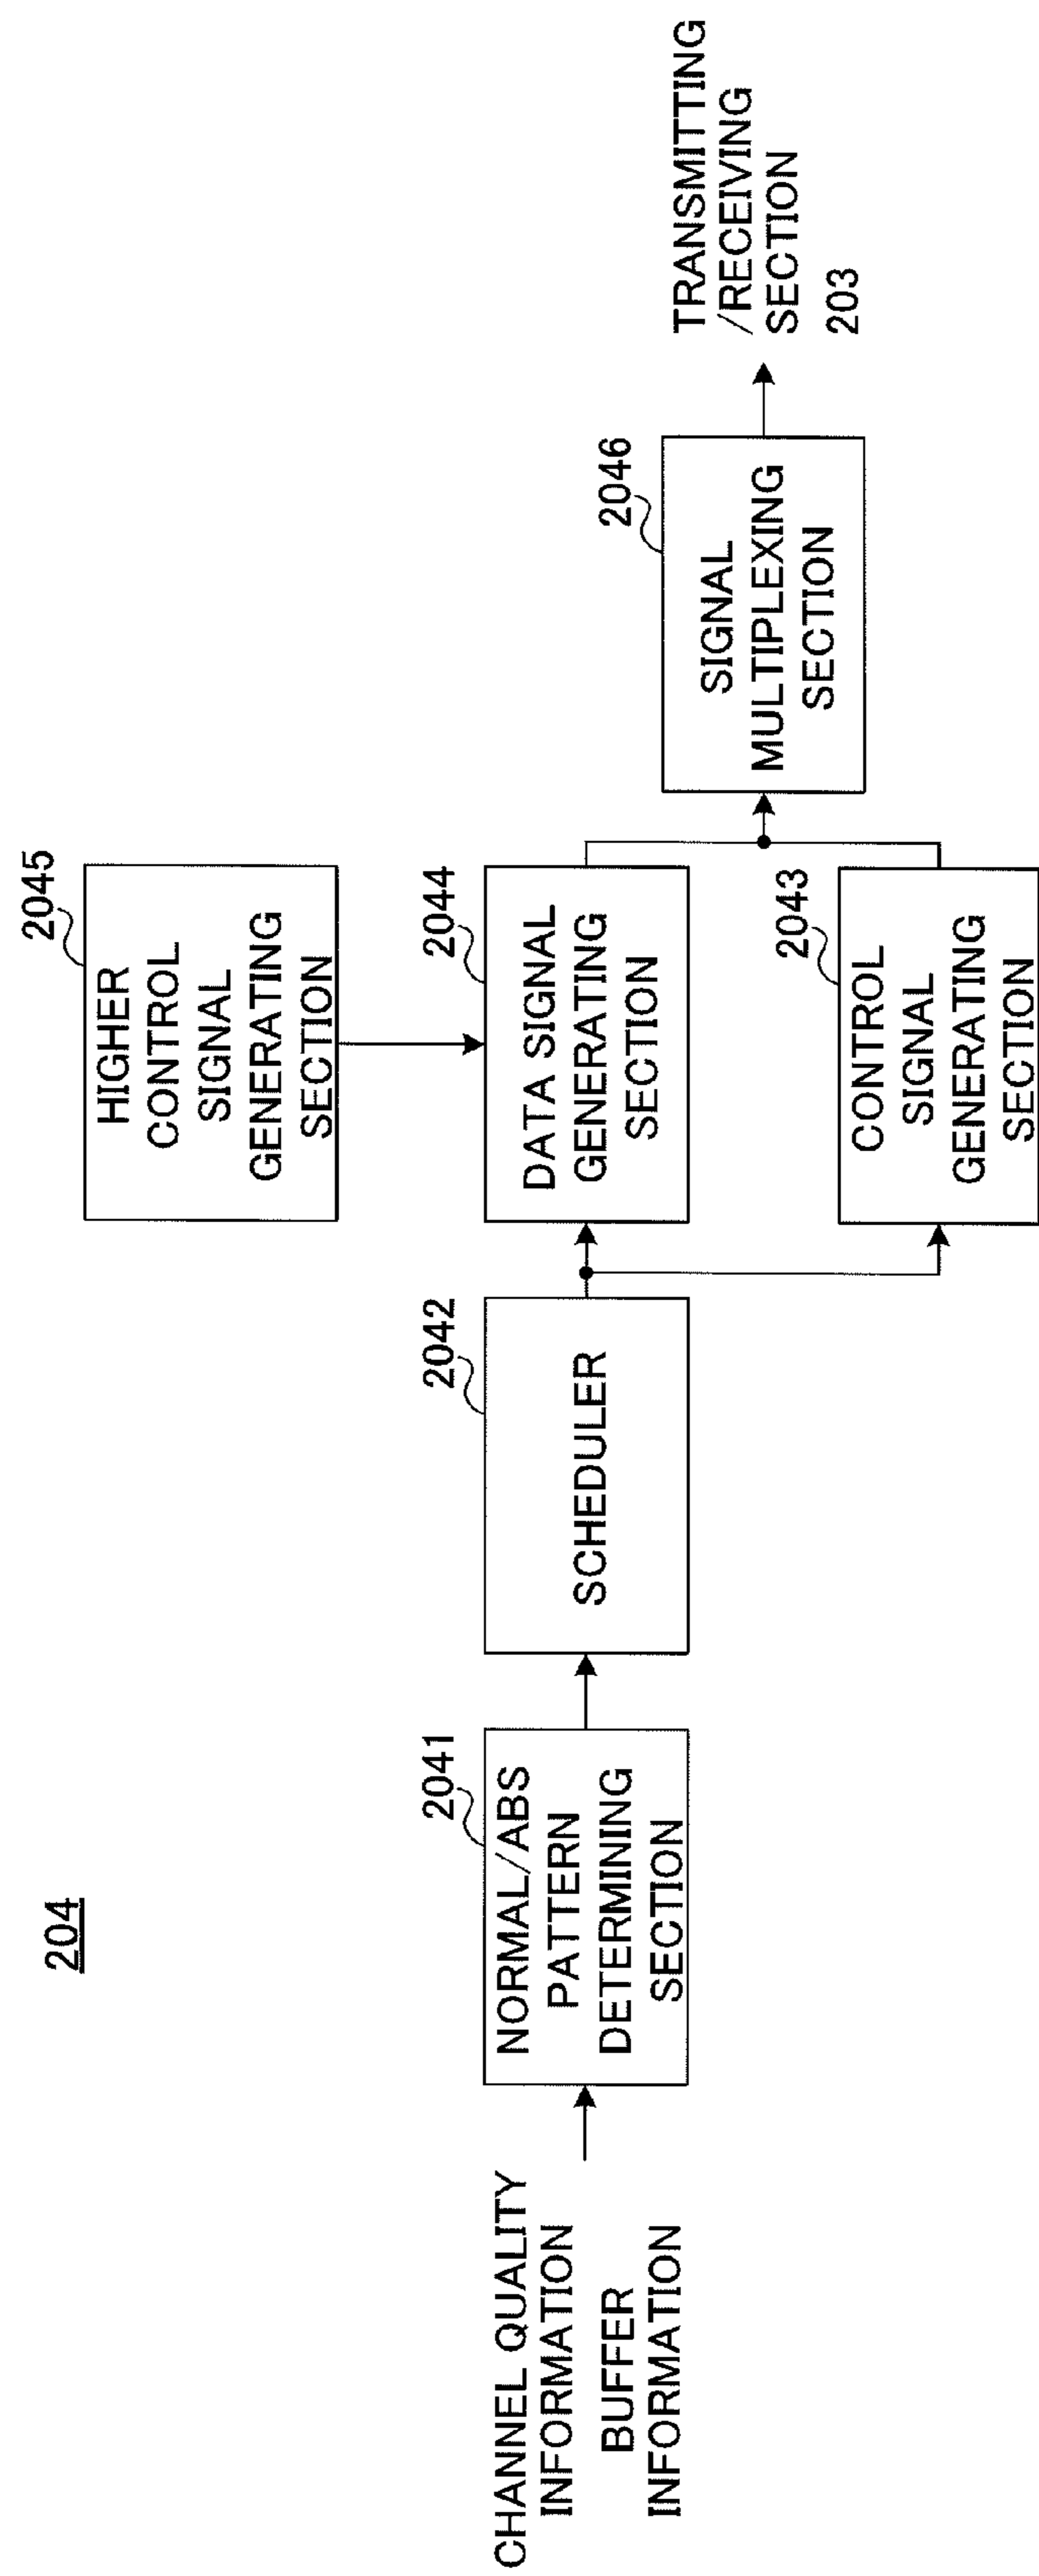 204
CHANNEL QUALITY
INFORMATION
BUFFER
INFORMATION
2041
NORMAL/ABS
PATTERN
DETERMINING
SECTION
2042
SCHEDULER
2045
HIGHER
CONTROL
SIGNAL
GENERATING
SECTION
2044
DATA SIGNAL
GENERATING
SECTION
2043
CONTROL
SIGNAL
GENERATING
SECTION
2046
SIGNAL
MULTIPLEXING
SECTION
TRANSMITTING
/RECEIVING
SECTION
203